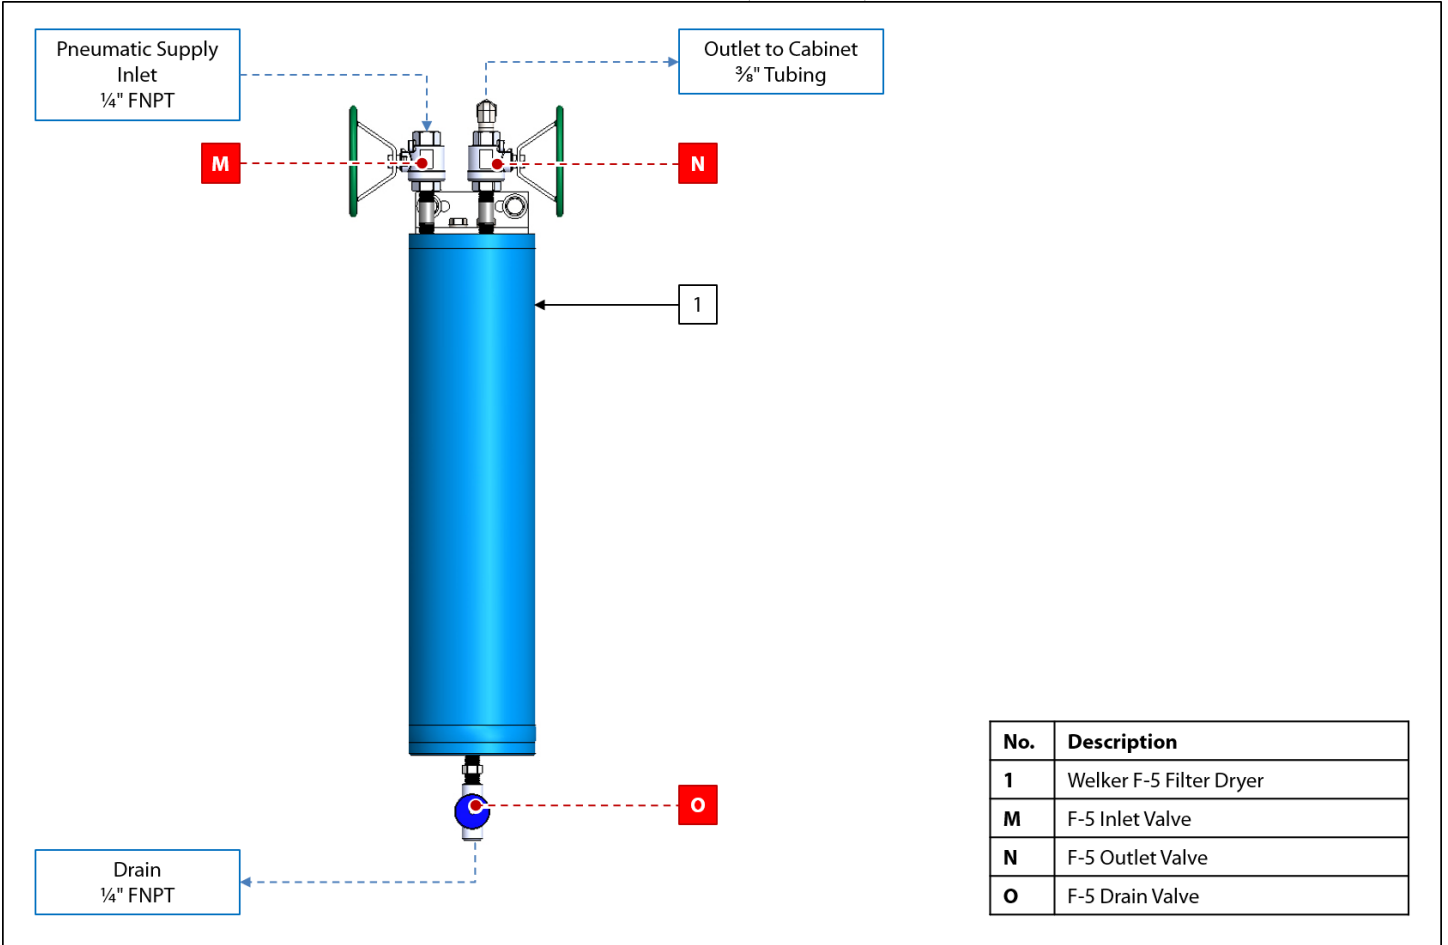 Pneumatic Supply
Inlet
¼" FNPT
Outlet to Cabinet
⅜" Tubing
M
N
1
O
Drain
¼" FNPT
No. Description
1 Welker F-5 Filter Dryer
M F-5 Inlet Valve
N F-5 Outlet Valve
O F-5 Drain Valve